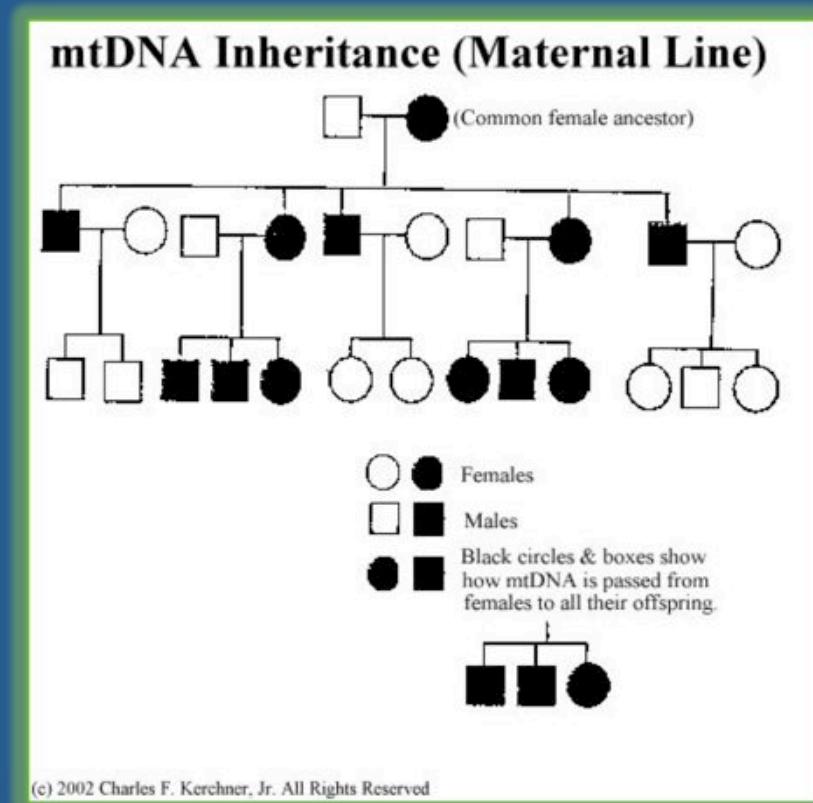 mtDNA Inheritance (Maternal Line)
(Common female ancestor)
Females
Males
Black circles & boxes show
how mtDNA is passed from
females to all their offspring.
(c) 2002 Charles F. Kerchner, Jr. All Rights Reserved